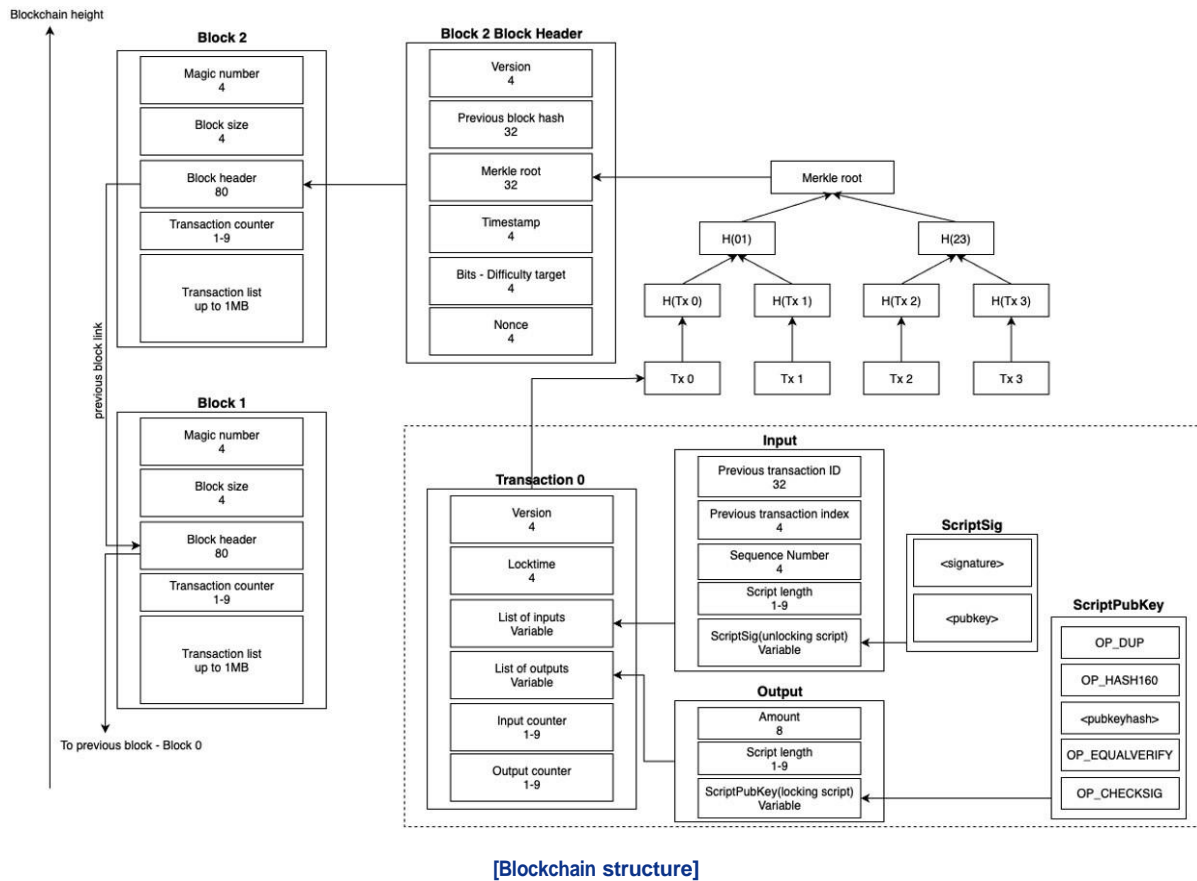 Blockchain height
Block 2
Magic number
4
Block size
4
Block header
80
Transaction counter
1-9
Transaction list
up to 1MB
previous block link
Block 1
Magic number
4
Block size
4
Block header
80
Transaction counter
1-9
Transaction list
up to 1MB
To previous block - Block 0
Block 2 Block Header
Version
4
Previous block hash
32
Merkle root
32
Timestamp
4
Bits - Difficulty target
4
Nonce
4
Merkle root
H(01)
H(23)
H(Tx 0)
H(Tx 1)
H(Tx 2)
H(Tx 3)
Tx 0
Tx 1
Tx 2
Tx 3
Transaction 0
Version
4
Locktime
4
List of inputs
Variable
List of outputs
Variable
Input counter
1-9
Output counter
1-9
Input
Previous transaction ID
32
Previous transaction index
4
Sequence Number
4
Script length
1-9
ScriptSig(unlocking script)
Variable
Output
Amount
8
Script length
1-9
ScriptPubKey(locking script)
Variable
ScriptSig
<signature>
<pubkey>
ScriptPubKey
OP_DUP
OP_HASH160
<pubkeyhash>
OP_EQUALVERIFY
OP_CHECKSIG
[Blockchain structure]